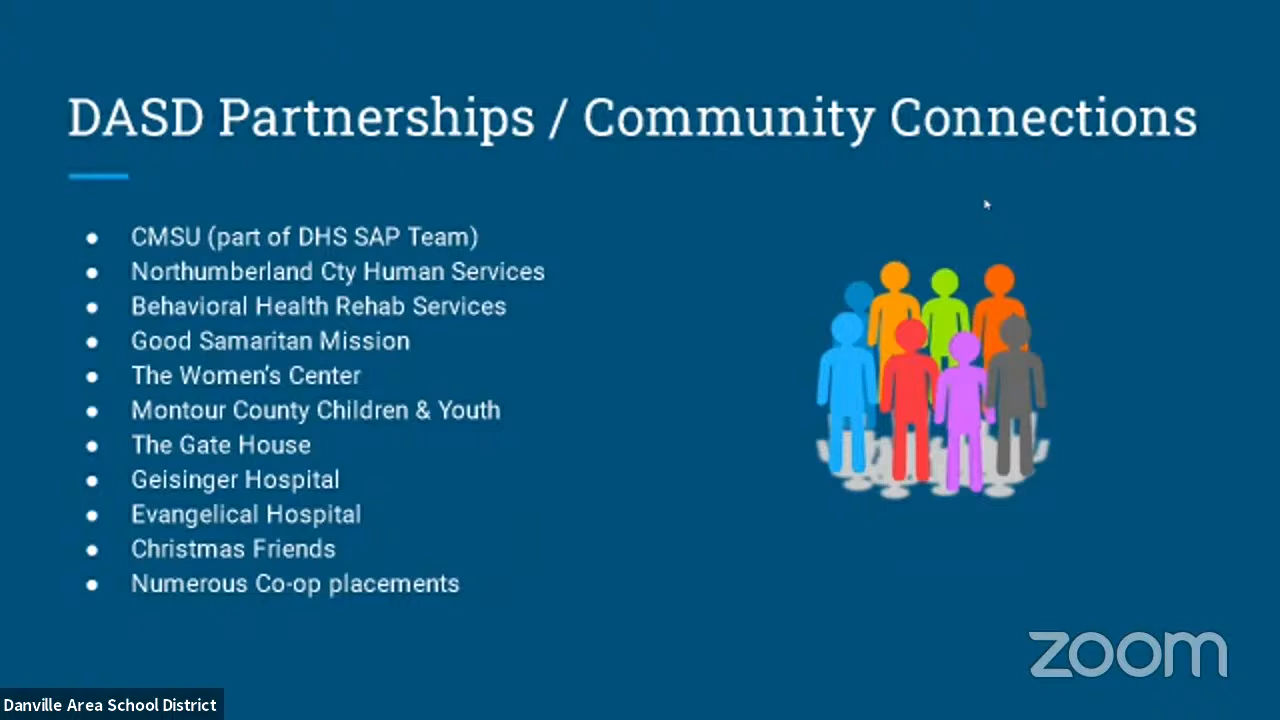 DASD Partnerships / Community Connections
● CMSU (part of DHS SAP Team)
● Northumberland Cty Human Services
● Behavioral Health Rehab Services
● Good Samaritan Mission
● The Women's Center
● Montour County Children & Youth
● The Gate House
● Geisinger Hospital
● Evangelical Hospital
● Christmas Friends
● Numerous Co-op placements
zoom
Danville Area School District